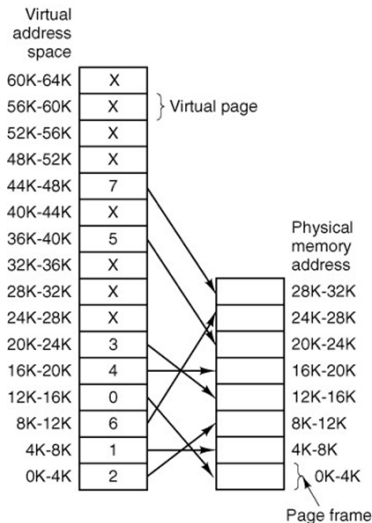 Virtual
address
space
60K-64K X
56K-60K X Virtual page
52K-56K X
48K-52K X
44K-48K 7
40K-44K X
36K-40K 5
32K-36K X
28K-32K X
24K-28K X
20K-24K 3
16K-20K 4
12K-16K 0
8K-12K 6
4K-8K 1
0K-4K 2
Physical
memory
address
28K-32K
24K-28K
20K-24K
16K-20K
12K-16K
8K-12K
4K-8K
0K-4K
Page frame